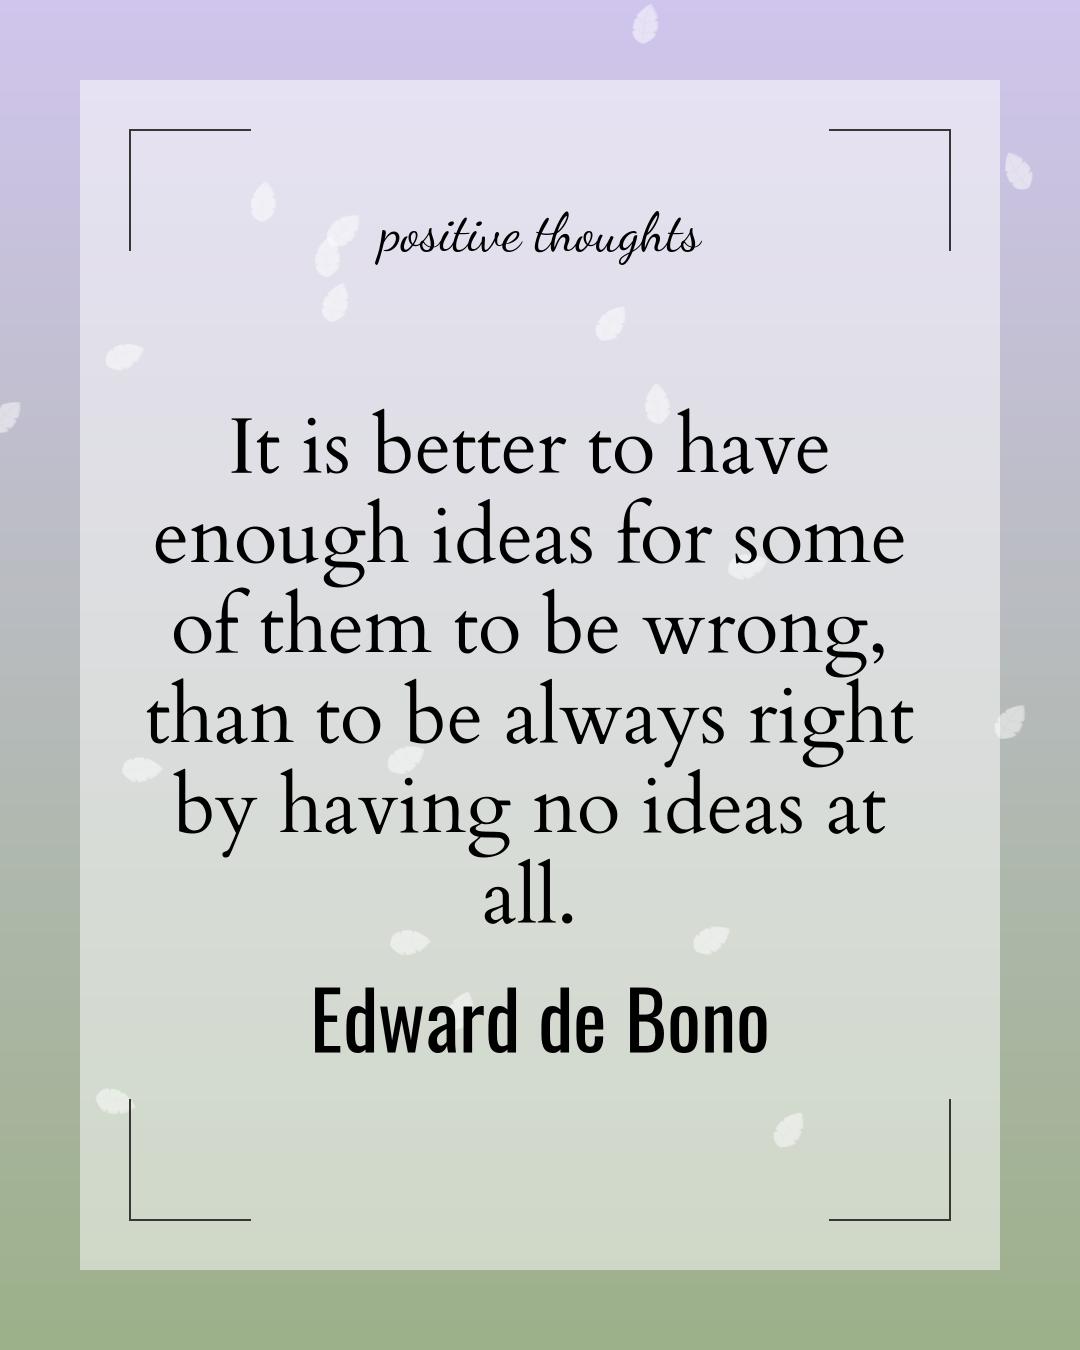 positive thoughts
It is better to have
enough ideas for some
of them to be wrong,
than to be always right
by having no ideas at
all.
Edward de Bono